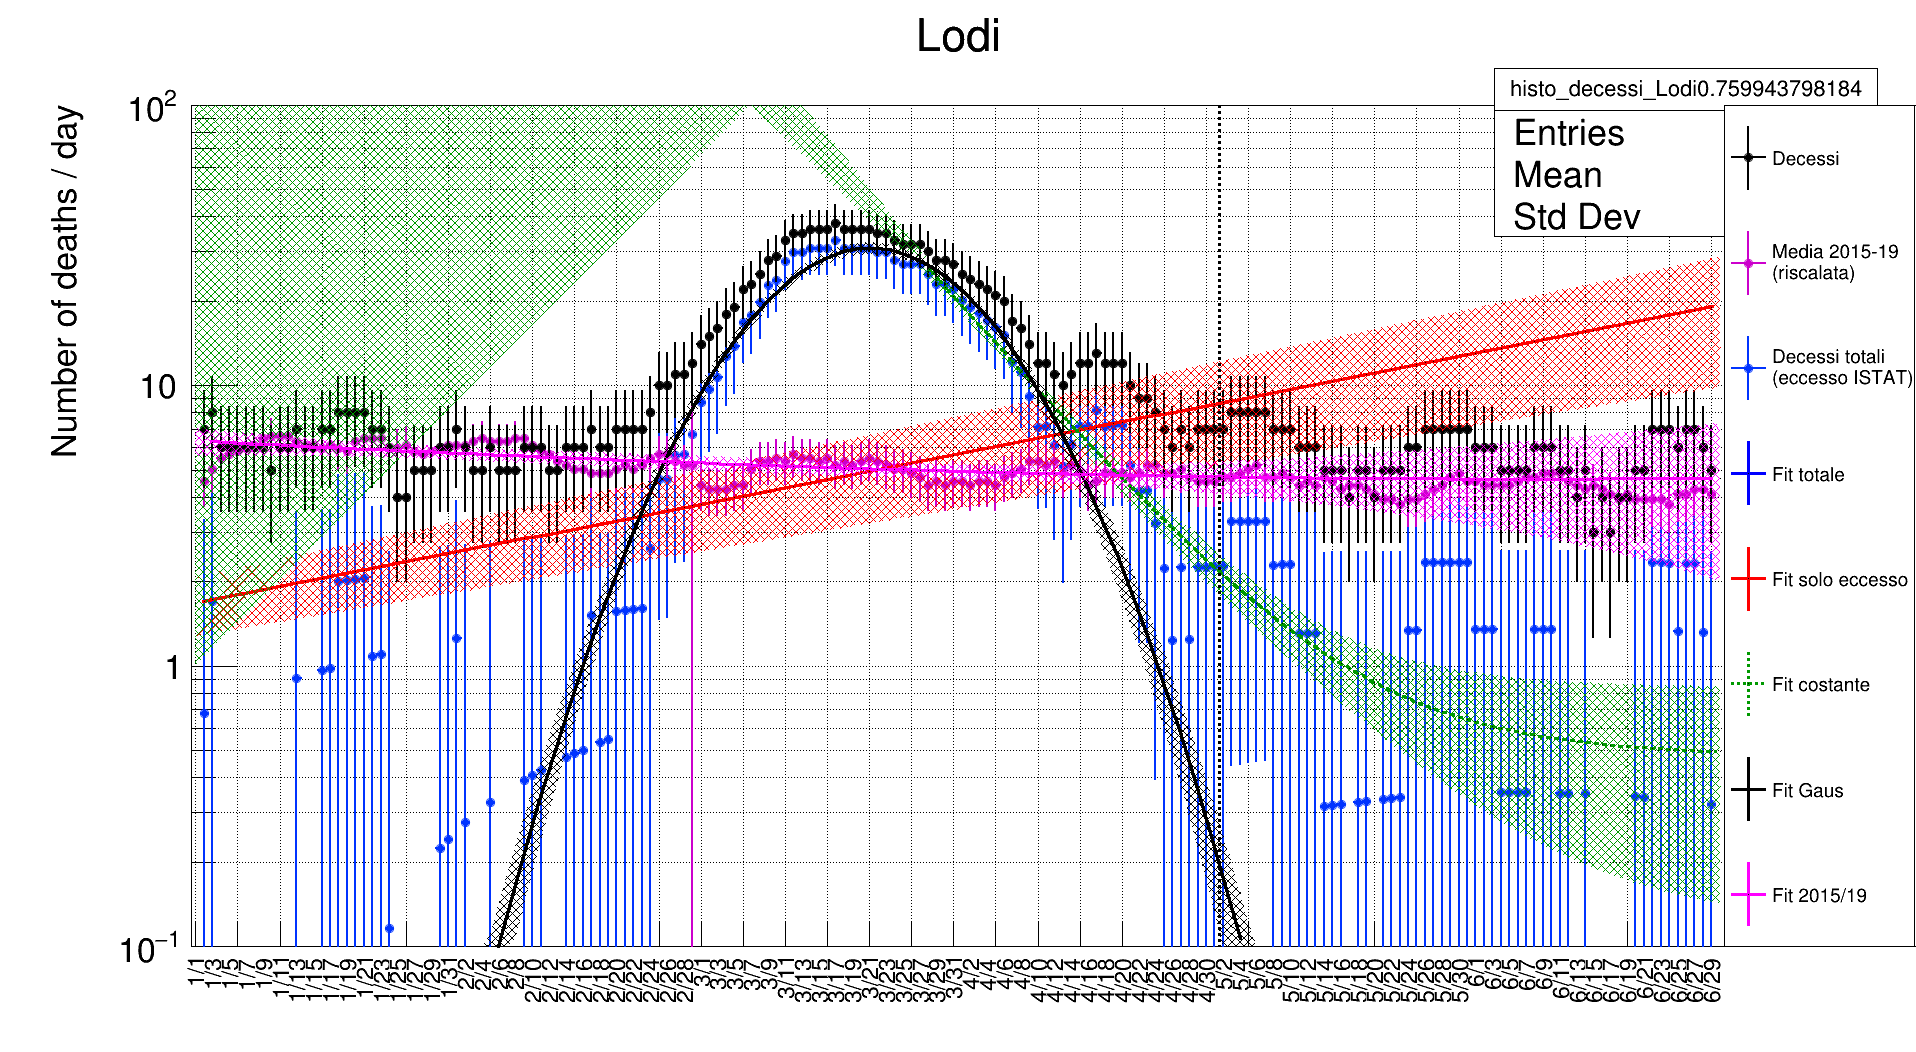 Lodi
histo_decessi_Lodi0.759943798184
Entries
Mean
Std Dev
Number of deaths / day
10²
10
1
10⁻¹
Decessi
Media 2015-19
(riscalata)
Decessi totali
(eccesso ISTAT)
Fit totale
Fit solo eccesso
Fit costante
Fit Gaus
Fit 2015/19
1/1 1/3 1/5 1/7 1/9 1/11 1/13 1/15 1/17 1/19 1/21 1/23 1/25 1/27 1/29 1/31 2/2 2/4 2/6 2/8 2/10 2/12 2/14 2/16 2/18 2/20 2/22 2/24 2/26 2/28 3/1 3/3 3/5 3/7 3/9 3/11 3/13 3/15 3/17 3/19 3/21 3/23 3/25 3/27 3/29 3/31 4/2 4/4 4/6 4/8 4/10 4/12 4/14 4/16 4/18 4/20 4/22 4/24 4/26 4/28 4/30 5/2 5/4 5/6 5/8 5/10 5/12 5/14 5/16 5/18 5/20 5/22 5/24 5/26 5/28 5/30 6/1 6/3 6/5 6/7 6/9 6/11 6/13 6/15 6/17 6/19 6/21 6/23 6/25 6/27 6/29